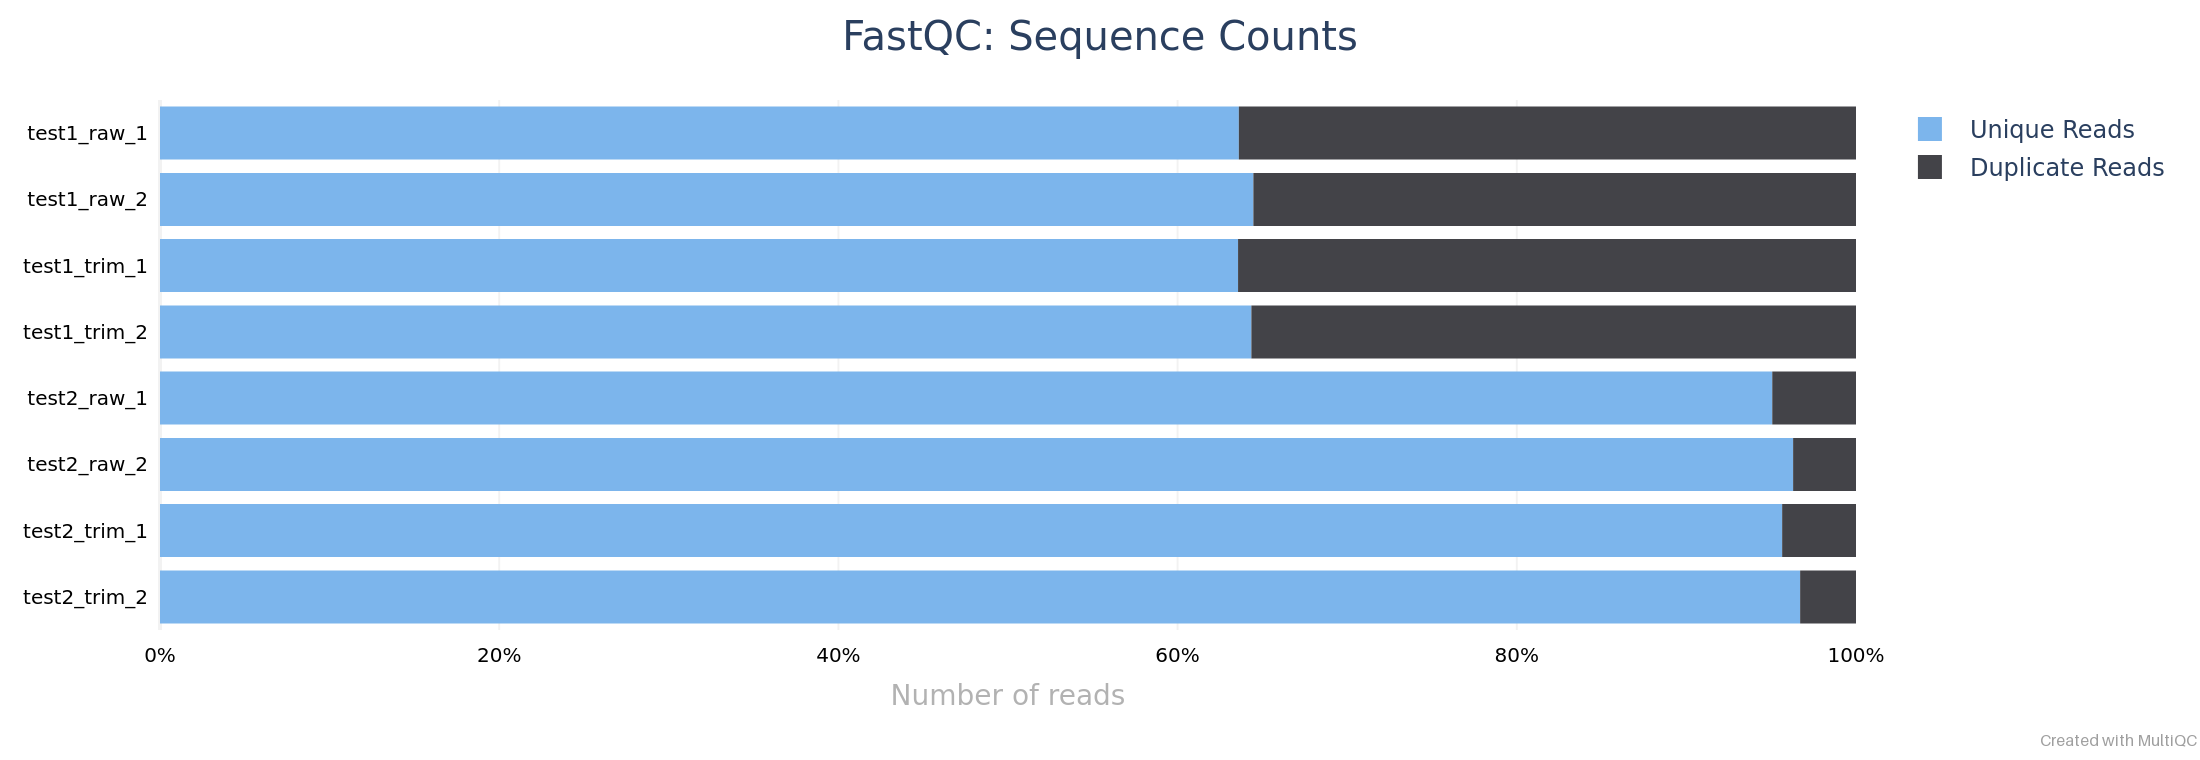 FastQC: Sequence Counts
test1_raw_1
test1_raw_2
test1_trim_1
test1_trim_2
test2_raw_1
test2_raw_2
test2_trim_1
test2_trim_2
0% 20% 40% 60% 80% 100%
Number of reads
Unique Reads
Duplicate Reads
Created with MultiQC